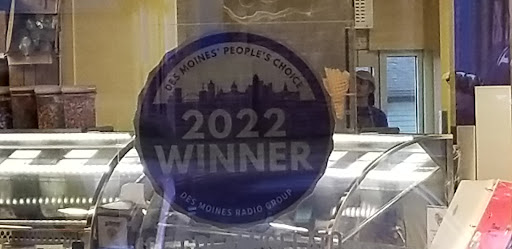 DES MOINES' PEOPLE'S CHOICE
2022
WINNER
DES MOINES RADIO GROUP